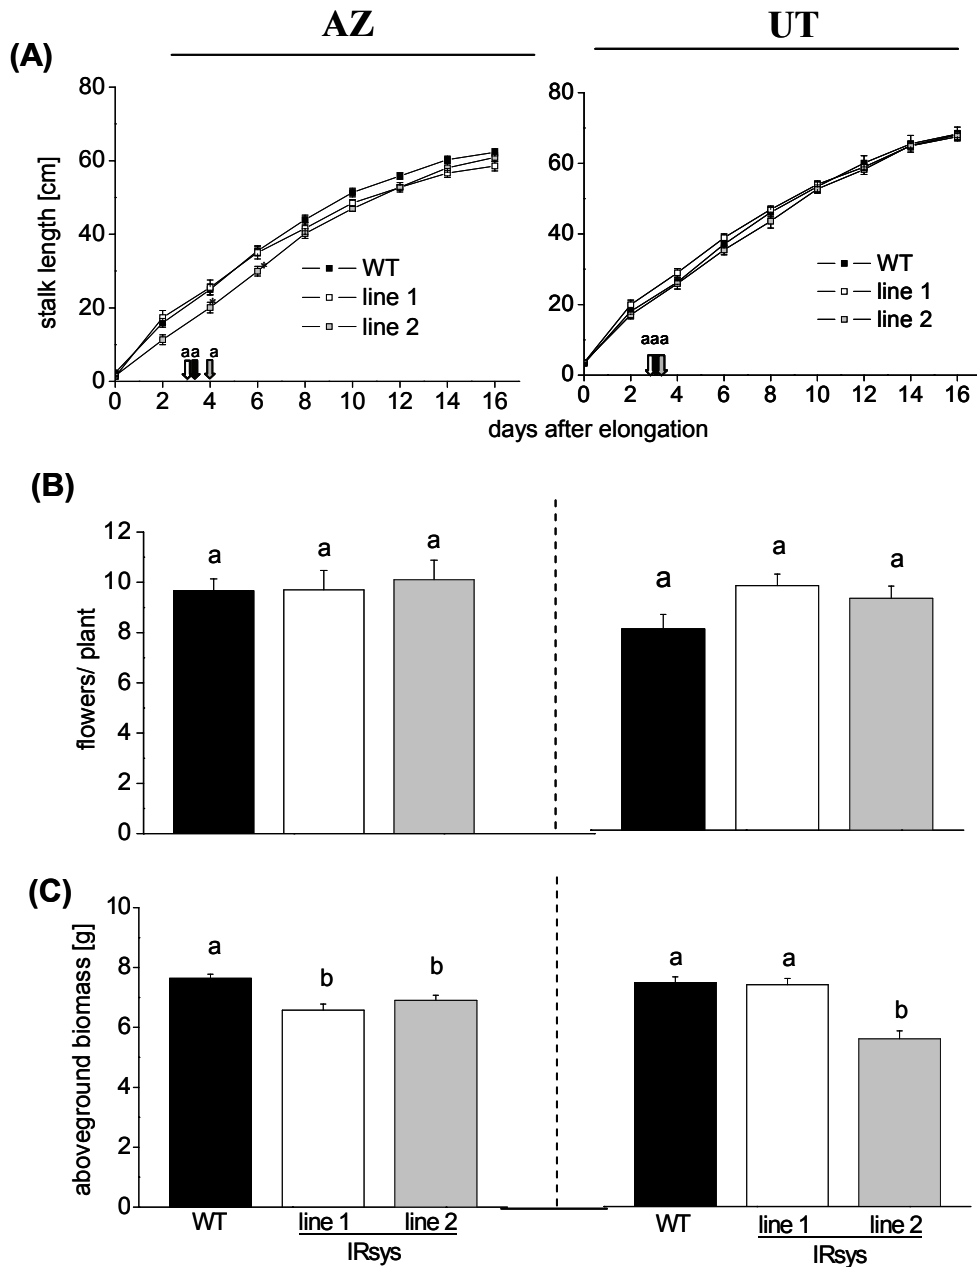 AZ UT
(A)
stalk length [cm]
80 80
60 60
40 40
20 20
0 0
WT WT
line 1 line 1
line 2 line 2
* *
aa a aaa
0 2 4 6 8 10 12 14 16 0 2 4 6 8 10 12 14 16
days after elongation
(B)
flowers/ plant
12
10
8
6
4
2
0
a a a a a a
(C)
aboveground biomass [g]
10
8
6
4
2
0
a b b a a b
WT line 1 line 2 WT line 1 line 2
IRsys IRsys